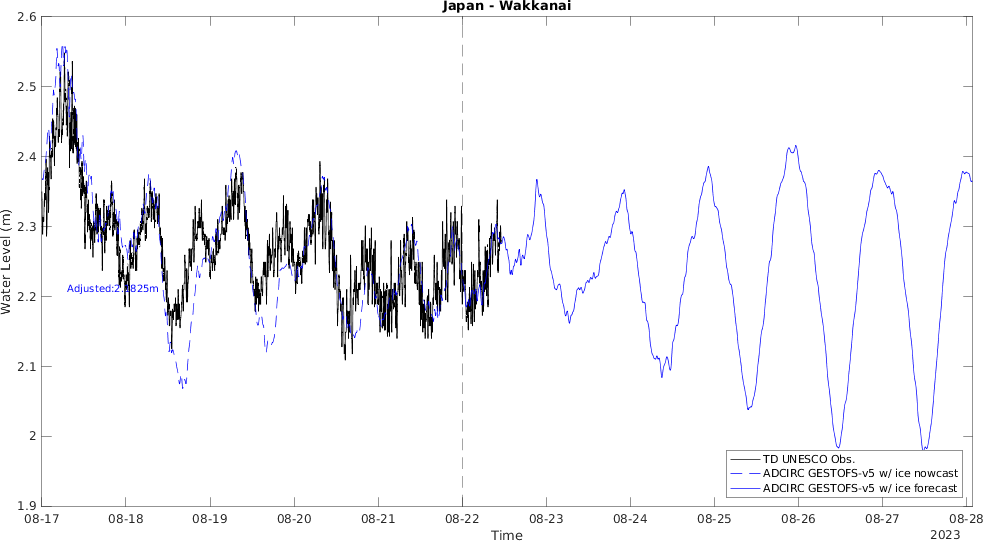 Japan - Wakkanai
Water Level (m)
2.6
2.5
2.4
2.3
2.2
2.1
2
1.9
08-17 08-18 08-19 08-20 08-21 08-22 08-23 08-24 08-25 08-26 08-27 08-28
Time
2023
TD UNESCO Obs.
ADCIRC GESTOFS-v5 w/ ice nowcast
ADCIRC GESTOFS-v5 w/ ice forecast